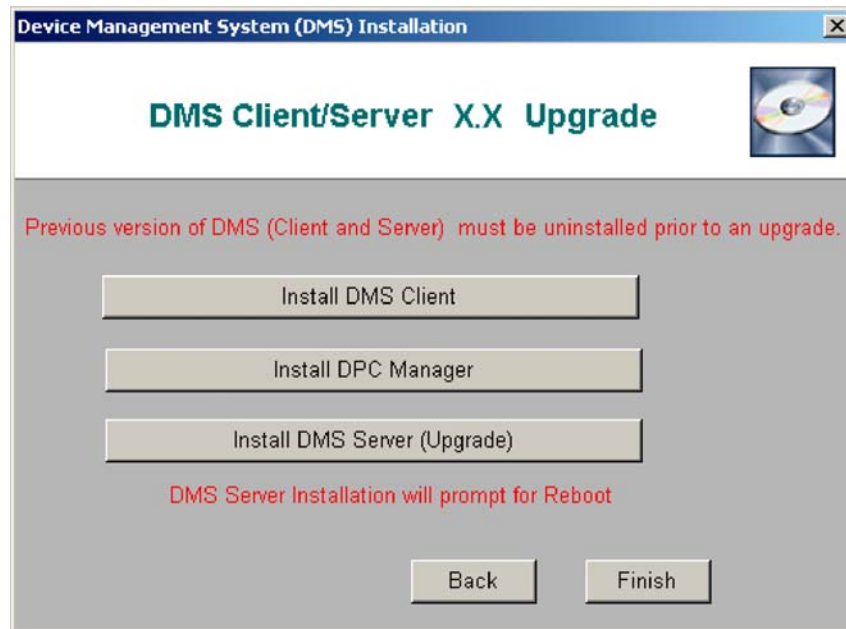 Device Management System (DMS) Installation
DMS Client/Server X.X Upgrade
Previous version of DMS (Client and Server) must be uninstalled prior to an upgrade.
Install DMS Client
Install DPC Manager
Install DMS Server (Upgrade)
DMS Server Installation will prompt for Reboot
Back Finish